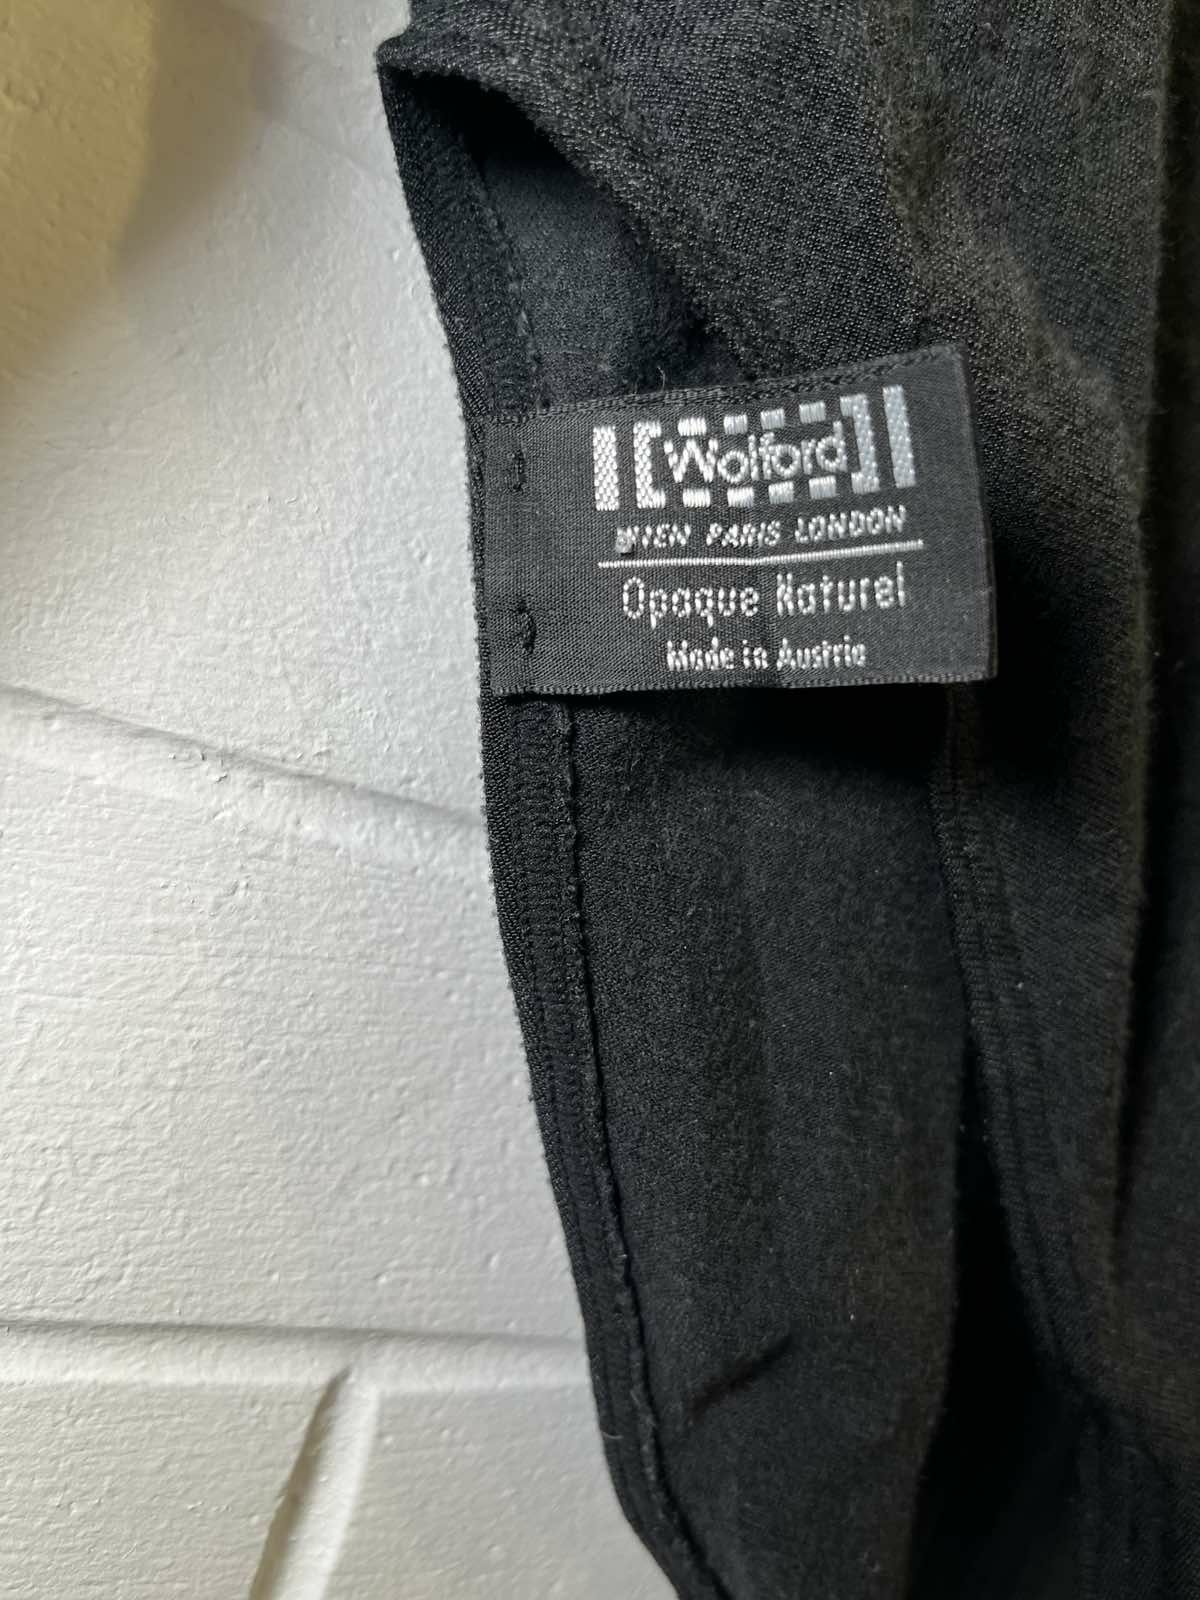 Wolford
WIEN PARIS LONDON
Opaque Naturel
Made in Austria